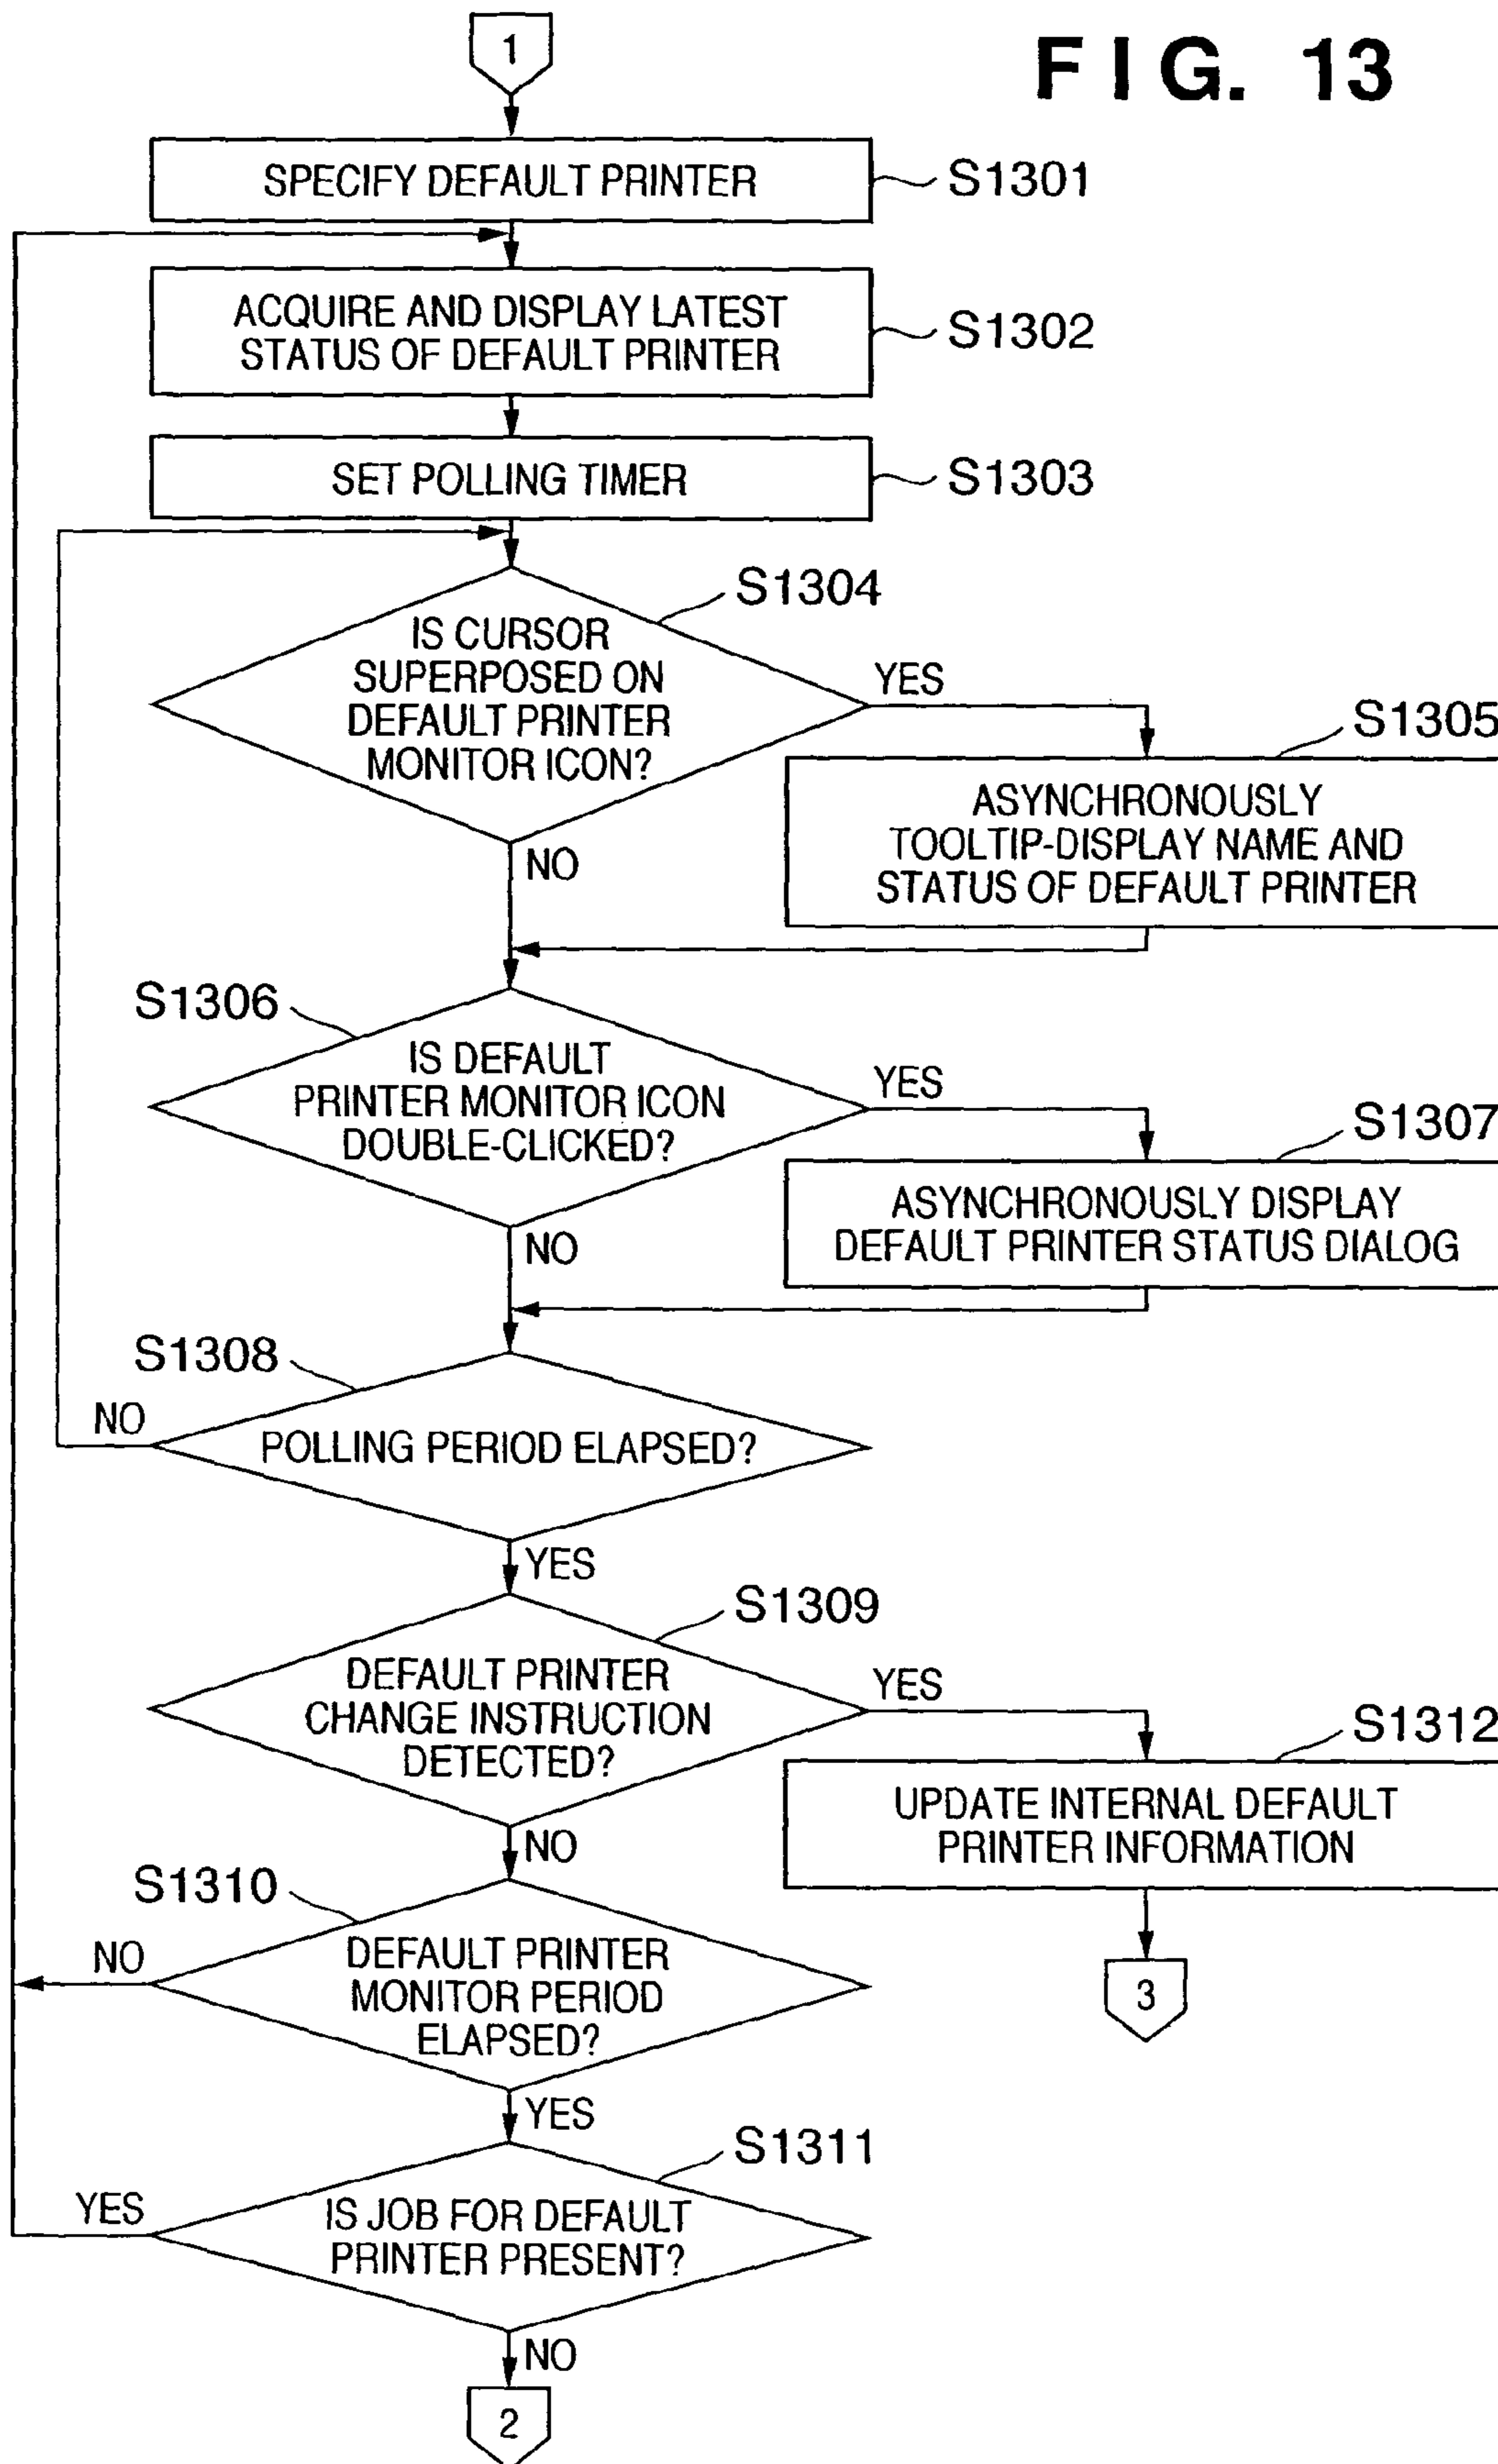 1
FIG. 13
SPECIFY DEFAULT PRINTER
S1301
ACQUIRE AND DISPLAY LATEST
STATUS OF DEFAULT PRINTER
S1302
SET POLLING TIMER
S1303
S1304
IS CURSOR
SUPERPOSED ON
DEFAULT PRINTER
MONITOR ICON?
YES
NO
S1305
ASYNCHRONOUSLY
TOOLTIP-DISPLAY NAME AND
STATUS OF DEFAULT PRINTER
S1306
IS DEFAULT
PRINTER MONITOR ICON
DOUBLE-CLICKED?
YES
NO
S1307
ASYNCHRONOUSLY DISPLAY
DEFAULT PRINTER STATUS DIALOG
S1308
NO
POLLING PERIOD ELAPSED?
YES
S1309
DEFAULT PRINTER
CHANGE INSTRUCTION
DETECTED?
YES
NO
S1312
UPDATE INTERNAL DEFAULT
PRINTER INFORMATION
3
S1310
NO
DEFAULT PRINTER
MONITOR PERIOD
ELAPSED?
YES
S1311
YES
IS JOB FOR DEFAULT
PRINTER PRESENT?
NO
2